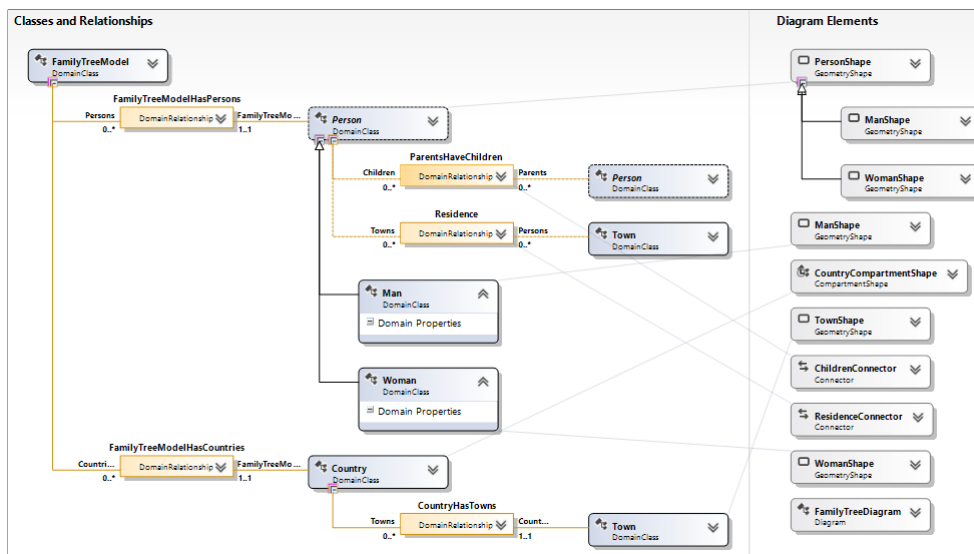 Classes and Relationships
Diagram Elements
FamilyTreeModel
DomainClass
FamilyTreeModelHasPersons
Persons
0..*
DomainRelationship
FamilyTreeMo ...
1..1
Person
DomainClass
ParentsHaveChildren
Children
0..*
DomainRelationship
Parents
0..*
Person
DomainClass
Residence
Towns
0..*
DomainRelationship
Persons
0..*
Town
DomainClass
Man
DomainClass
Domain Properties
Woman
DomainClass
Domain Properties
FamilyTreeModelHasCountries
Countri...
0..*
DomainRelationship
FamilyTreeMo ...
1..1
Country
DomainClass
CountryHasTowns
Towns
0..*
DomainRelationship
Count...
1..1
Town
DomainClass
PersonShape
GeometryShape
ManShape
GeometryShape
WomanShape
GeometryShape
ManShape
GeometryShape
CountryCompartmentShape
CompartmentShape
TownShape
GeometryShape
ChildrenConnector
Connector
ResidenceConnector
Connector
WomanShape
GeometryShape
FamilyTreeDiagram
Diagram